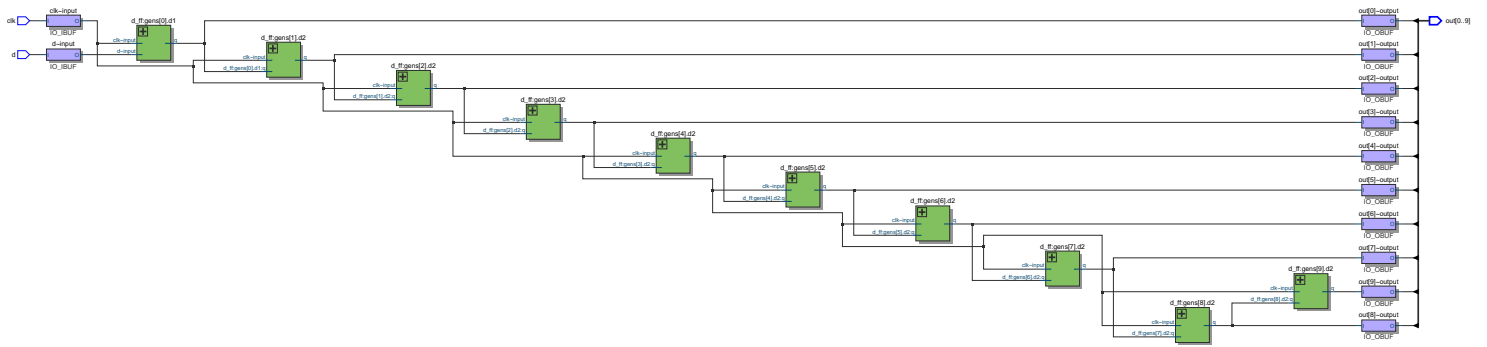 clk
clk-input
IO_IBUF
d
d-input
IO_IBUF
d_ff:gens[0].d1
clk-input
d-input
q
d_ff:gens[1].d2
clk-input
d_ff:gens[0].d1:q
q
d_ff:gens[2].d2
clk-input
d_ff:gens[1].d2:q
q
d_ff:gens[3].d2
clk-input
d_ff:gens[2].d2:q
q
d_ff:gens[4].d2
clk-input
d_ff:gens[3].d2:q
q
d_ff:gens[5].d2
clk-input
d_ff:gens[4].d2:q
q
d_ff:gens[6].d2
clk-input
d_ff:gens[5].d2:q
q
d_ff:gens[7].d2
clk-input
d_ff:gens[6].d2:q
q
d_ff:gens[8].d2
clk-input
d_ff:gens[7].d2:q
q
d_ff:gens[9].d2
clk-input
d_ff:gens[8].d2:q
q
out[0]~output
IO_OBUF
out[1]~output
IO_OBUF
out[2]~output
IO_OBUF
out[3]~output
IO_OBUF
out[4]~output
IO_OBUF
out[5]~output
IO_OBUF
out[6]~output
IO_OBUF
out[7]~output
IO_OBUF
out[9]~output
IO_OBUF
out[8]~output
IO_OBUF
out[0..9]